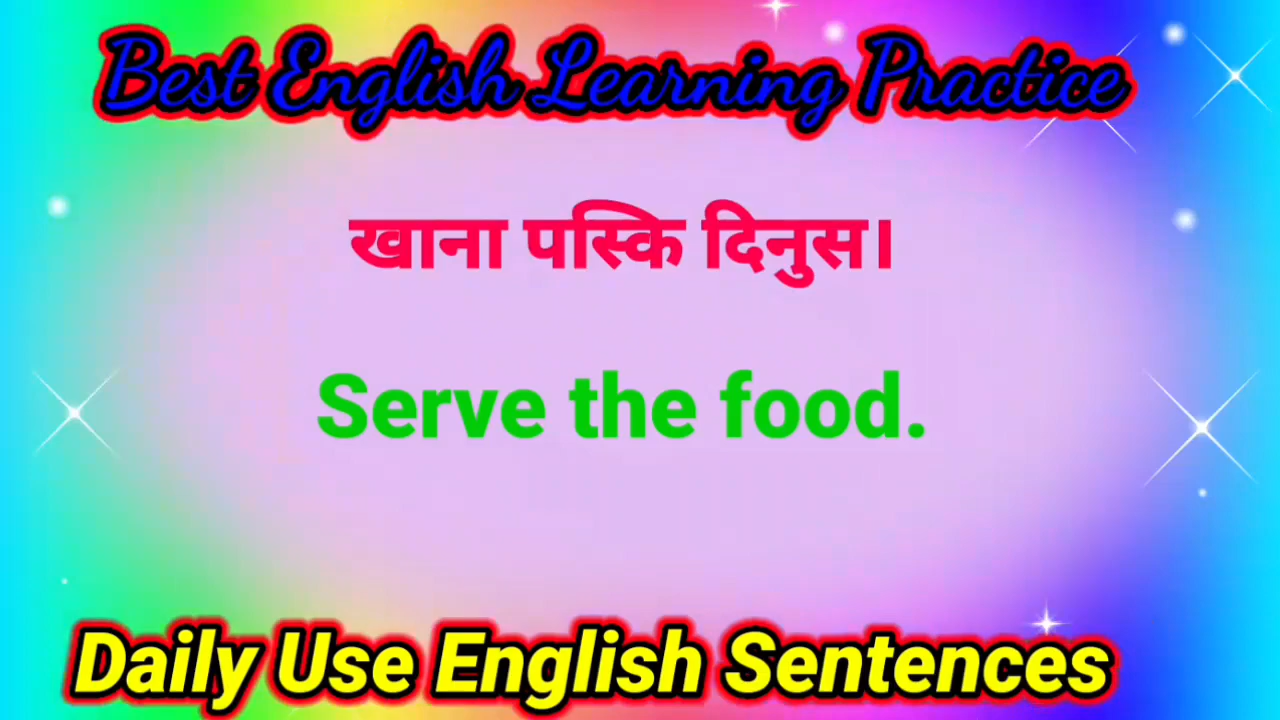 Best English Learning Practice
खाना पस्कि दिनुस।
Serve the food.
Daily Use English Sentences